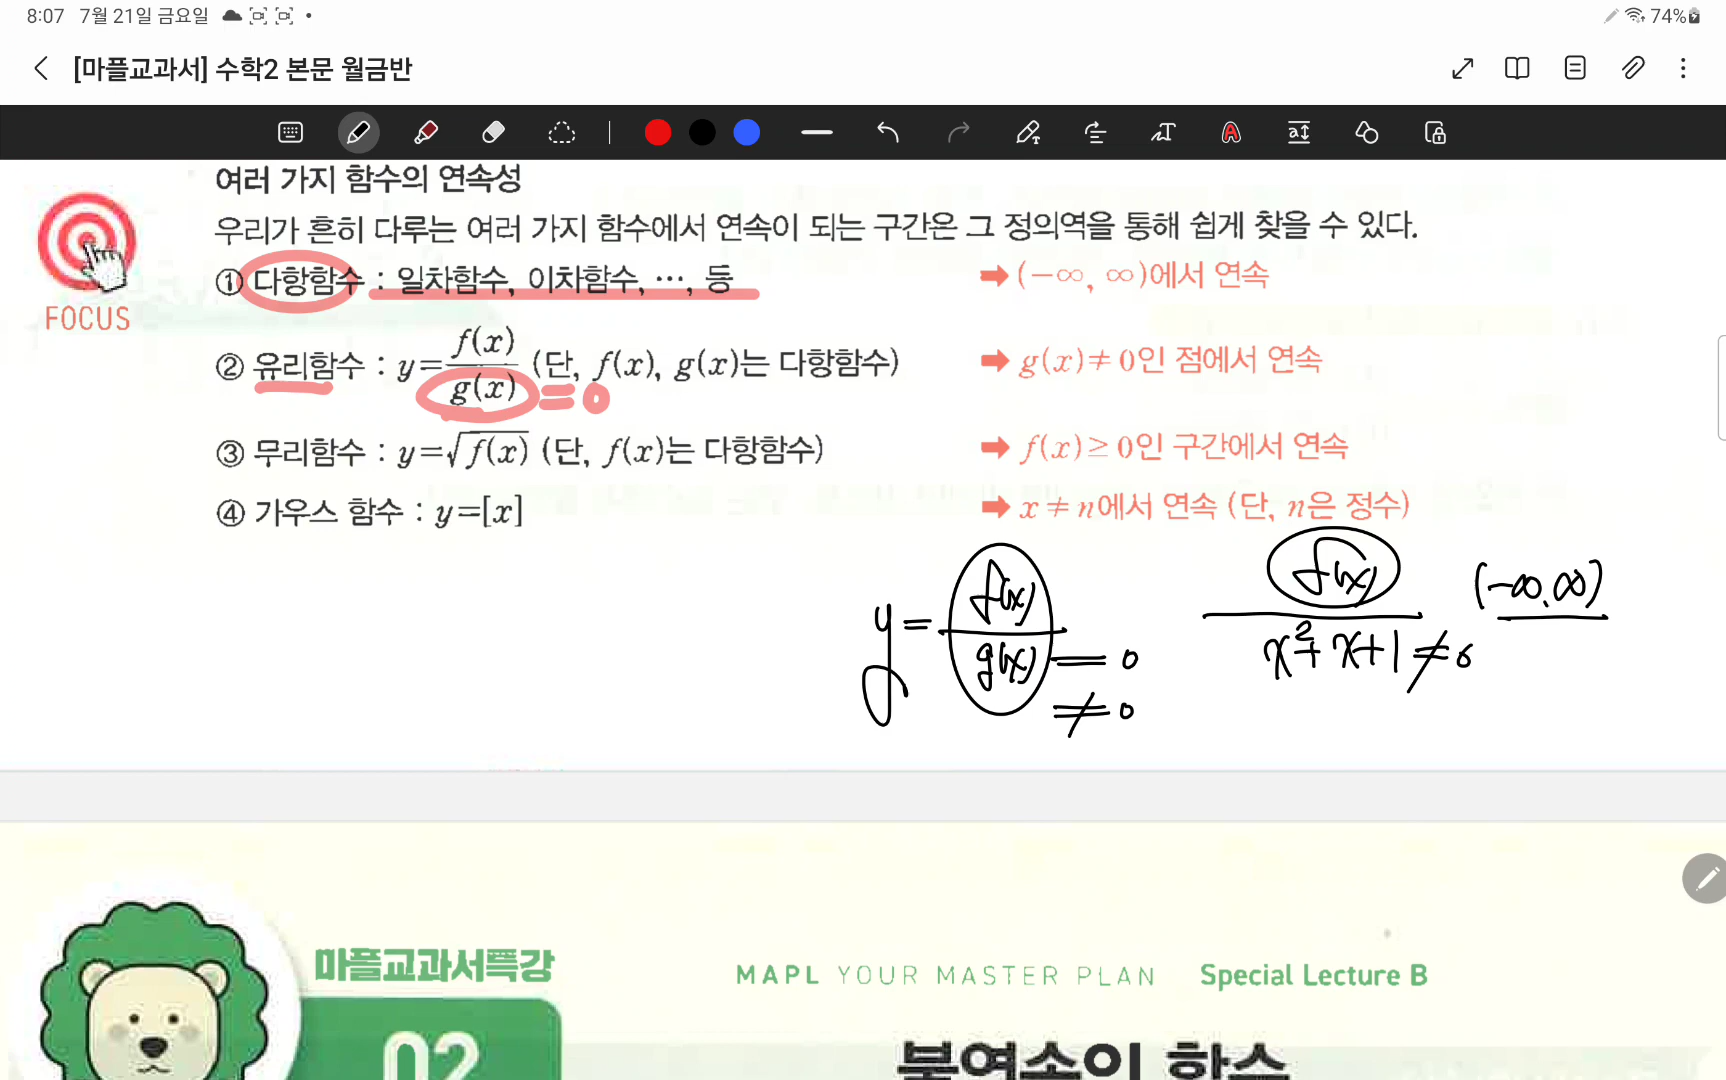 8:07 7월 21일 금요일
74%
[마플교과서] 수학2 본문 월금반
여러 가지 함수의 연속성
우리가 흔히 다루는 여러 가지 함수에서 연속이 되는 구간은 그 정의역을 통해 쉽게 찾을 수 있다.
① 다항함수 : 일차함수, 이차함수, ⋯, 등 ➡ (−∞, ∞)에서 연속
FOCUS
② 유리함수 : y=f(x)/g(x) (단, f(x), g(x)는 다항함수) ➡ g(x)≠0인 점에서 연속
=0
③ 무리함수 : y=√f(x) (단, f(x)는 다항함수) ➡ f(x)≥0인 구간에서 연속
④ 가우스 함수 : y=[x] ➡ x≠n에서 연속 (단, n은 정수)
y = f(x)/g(x) = 0
≠ 0
f(x)/x²+x+1 ≠ 0 (-∞, ∞)
마플교과서특강
MAPL YOUR MASTER PLAN Special Lecture B
02
불연속인 함수